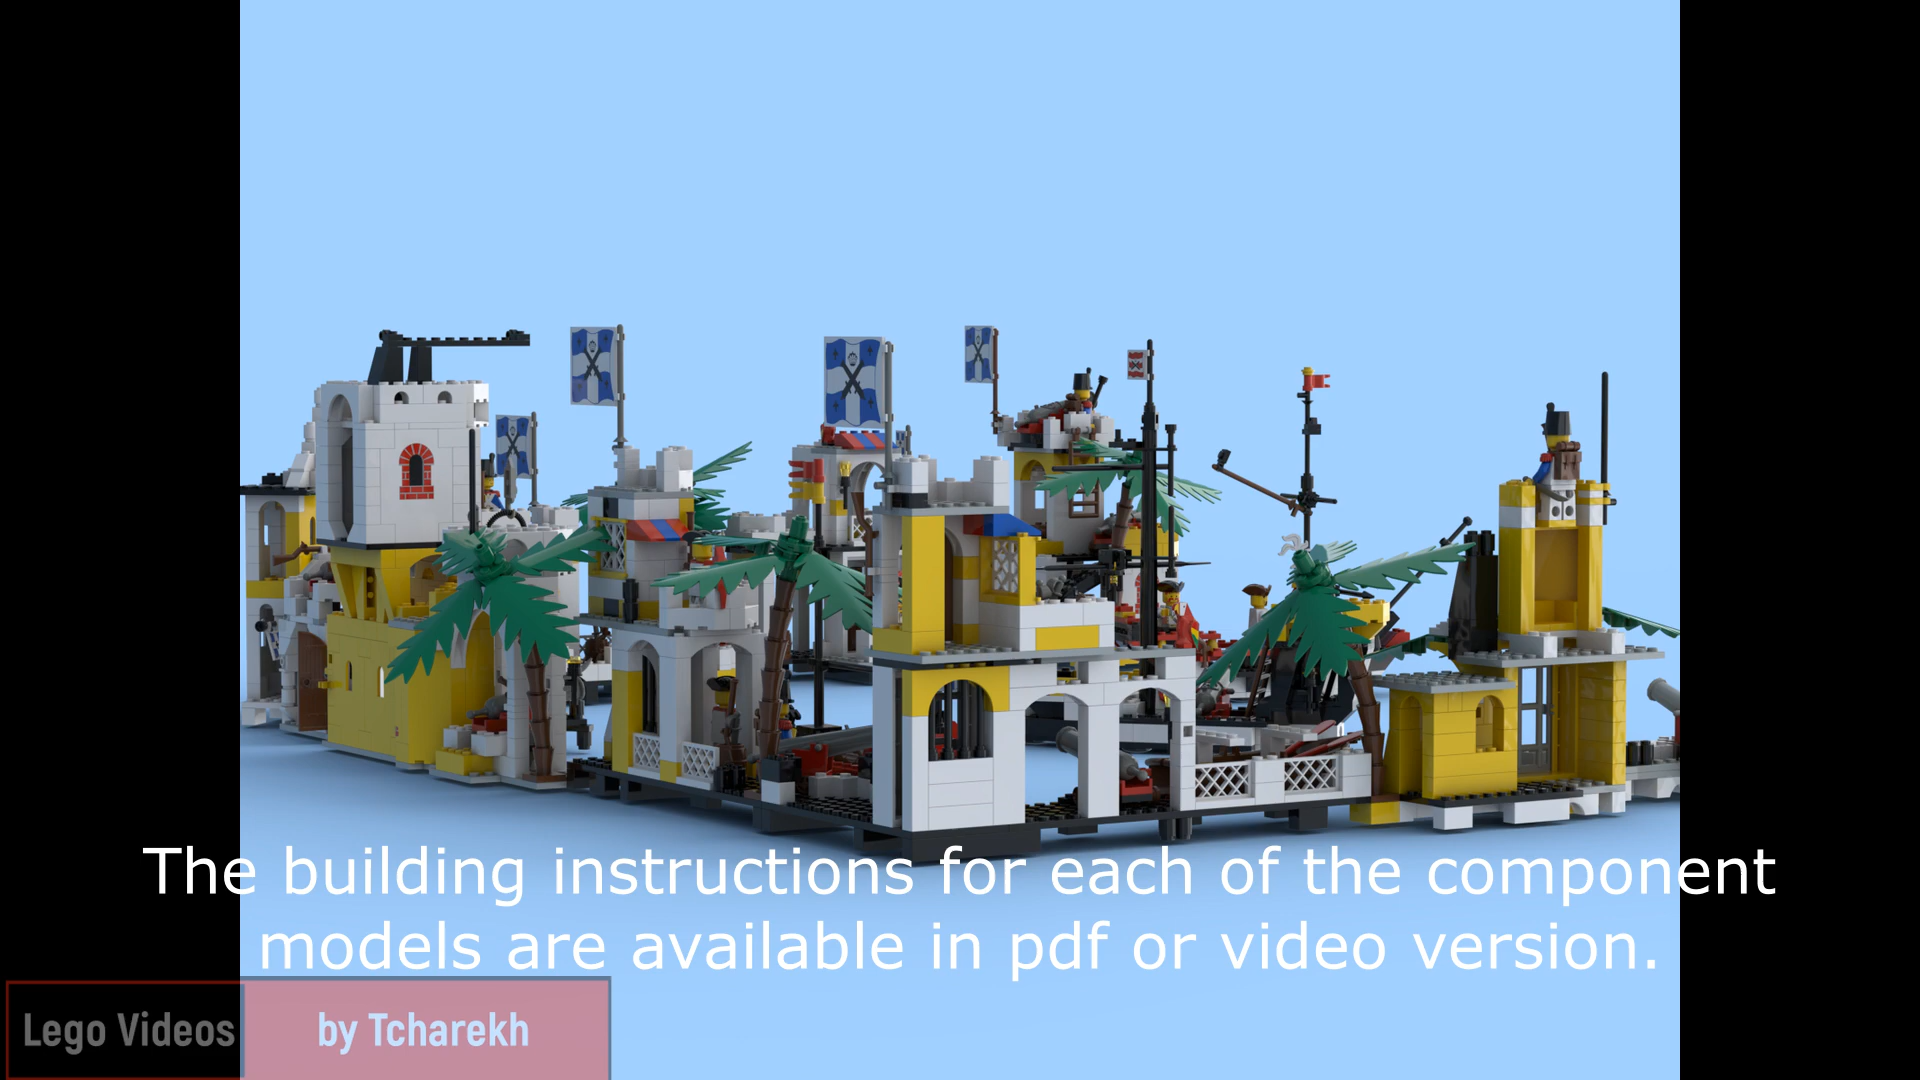 The building instructions for each of the component
models are available in pdf or video version.
Lego Videos by Tcharekh